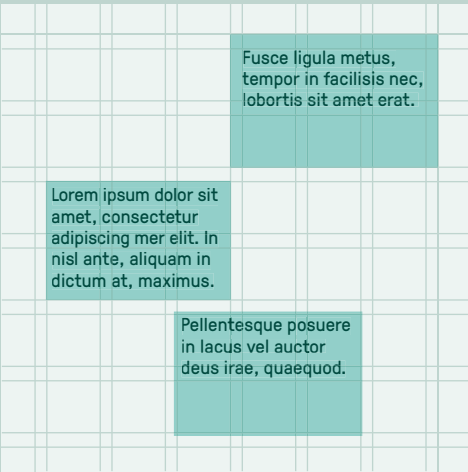 Fusce ligula metus,
tempor in facilisis nec,
lobortis sit amet erat.
Lorem ipsum dolor sit
amet, consectetur
adipiscing mer elit. In
nisl ante, aliquam in
dictum at, maximus.
Pellentesque posuere
in lacus vel auctor
deus irae, quaequod.